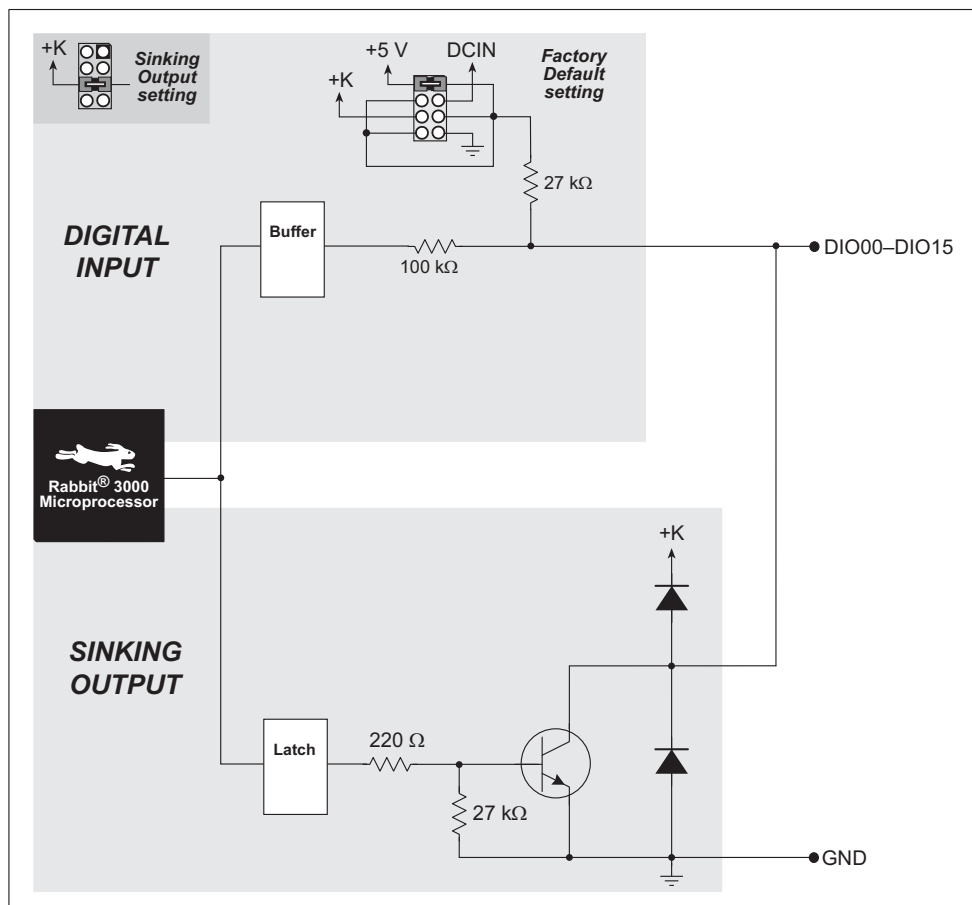 +K
Sinking
Output
setting
+5 V
DCIN
+K
Factory
Default
setting
27 kΩ
DIGITAL
INPUT
Buffer
100 kΩ
DIO00–DIO15
Rabbit® 3000
Microprocessor
+K
SINKING
OUTPUT
Latch
220 Ω
27 kΩ
GND